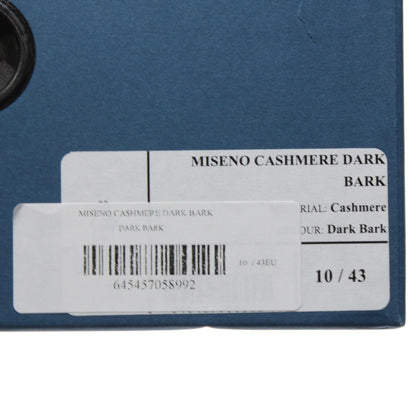 MISENO CASHMERE DARK
BARK
RIAL: Cashmere
OUR: Dark Bark
10 / 43
MISENO CASHMERE DARK BARK
DARK BARK
10 / 43EU
645457058992